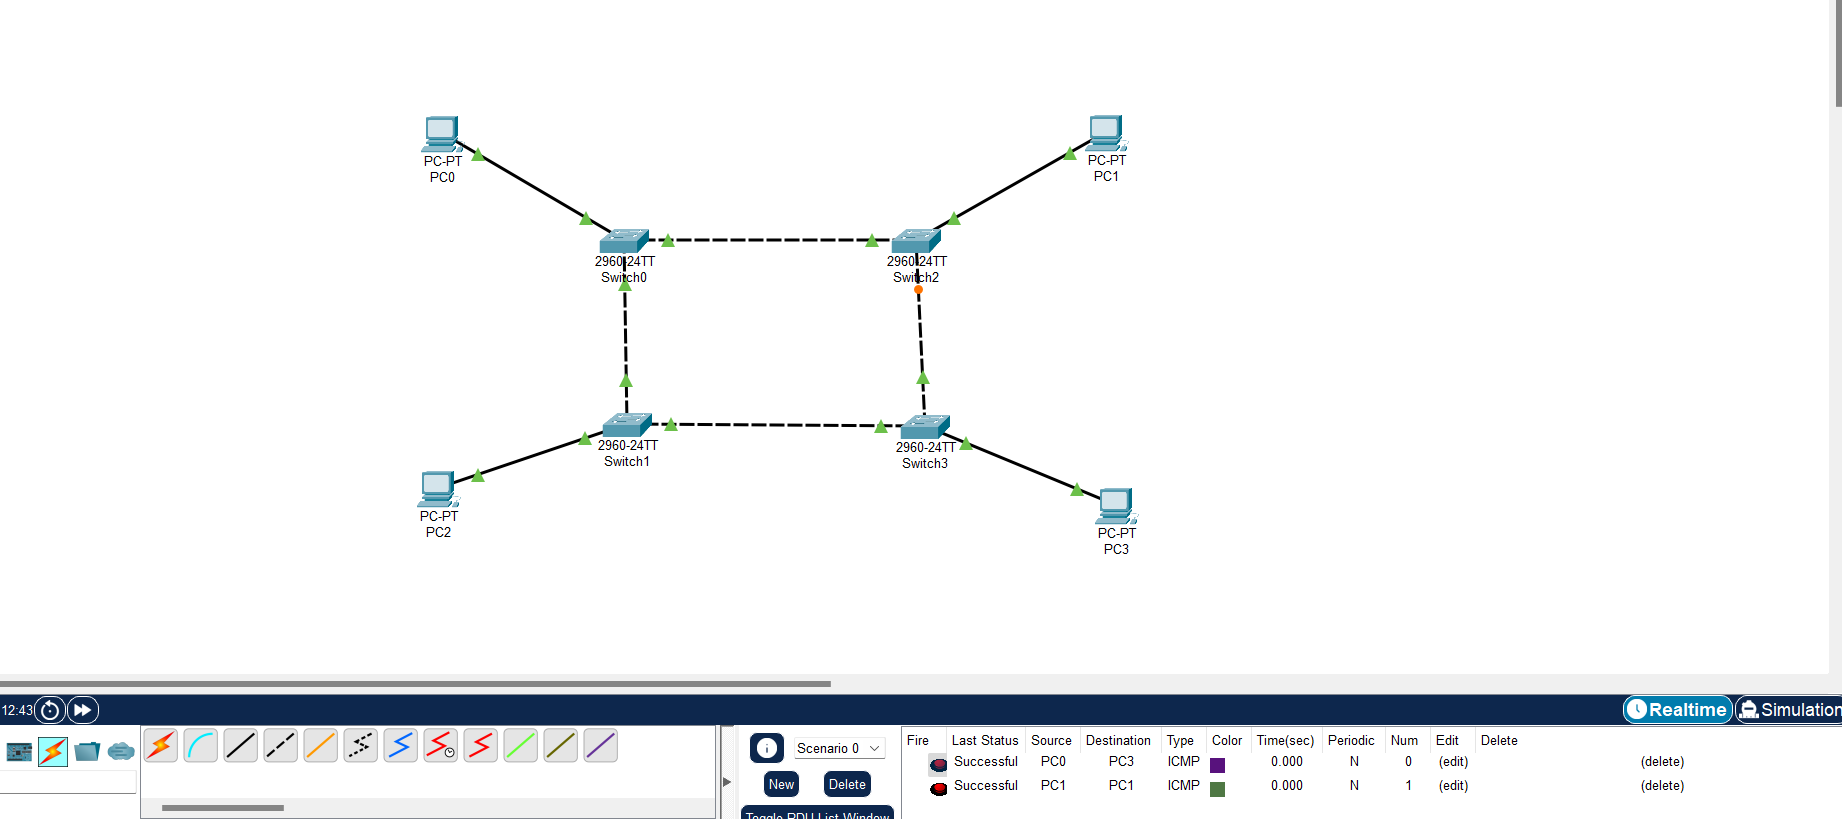 PC-PT
PC0
PC-PT
PC1
2960-24TT
Switch0
2960-24TT
Switch2
2960-24TT
Switch1
2960-24TT
Switch3
PC-PT
PC2
PC-PT
PC3
12:43
Realtime
Simulation
Scenario 0
New
Delete
Toggle PDU List Window
Fire Last Status Source Destination Type Color Time(sec) Periodic Num Edit Delete
Successful PC0 PC3 ICMP 0.000 N 0 (edit) (delete)
Successful PC1 PC1 ICMP 0.000 N 1 (edit) (delete)